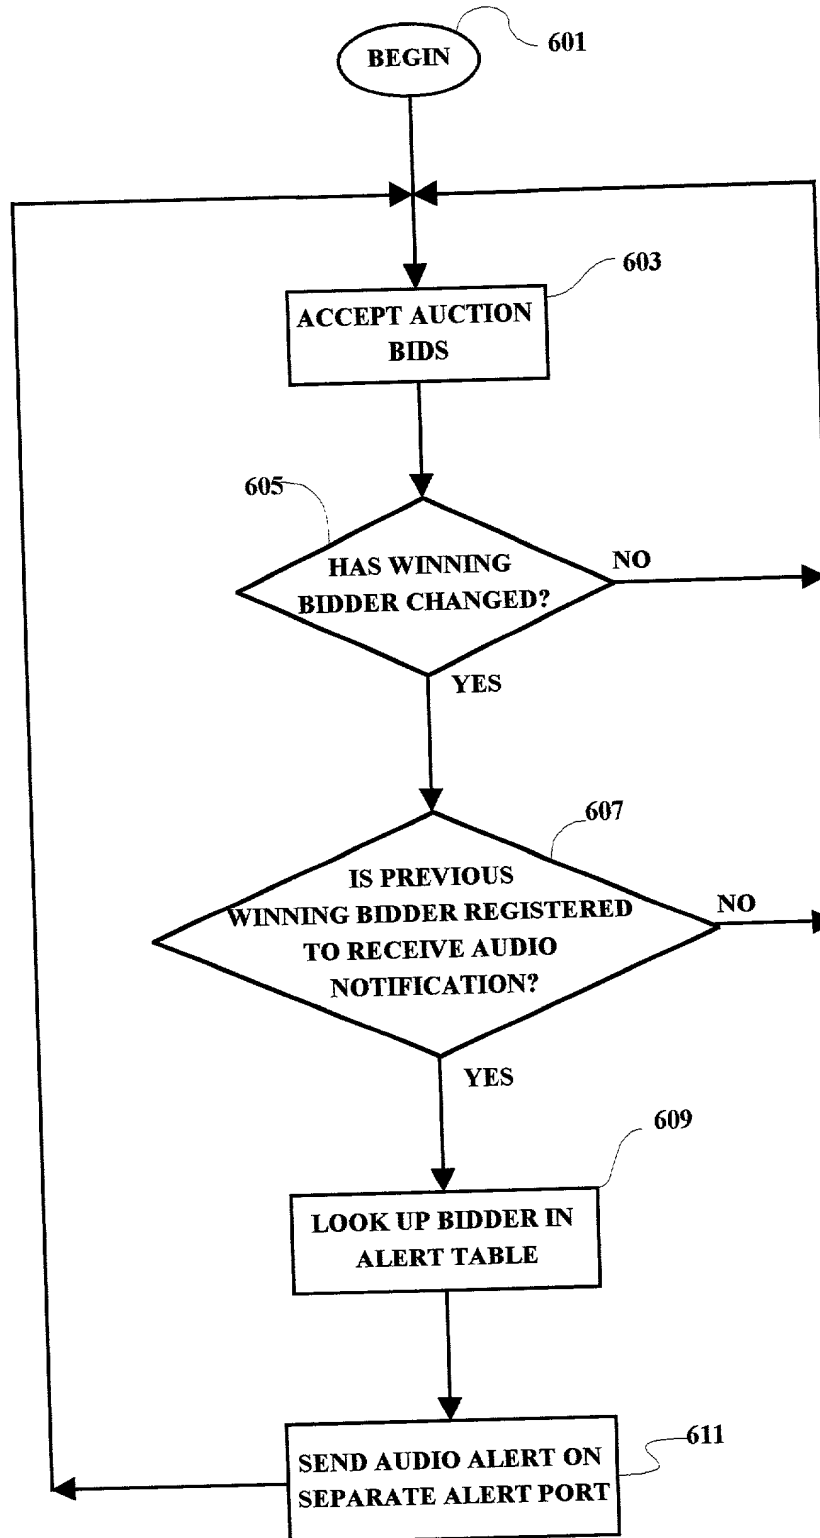 BEGIN
601
603
ACCEPT AUCTION
BIDS
605
HAS WINNING
BIDDER CHANGED?
NO
YES
607
IS PREVIOUS
WINNING BIDDER REGISTERED
TO RECEIVE AUDIO
NOTIFICATION?
NO
YES
609
LOOK UP BIDDER IN
ALERT TABLE
611
SEND AUDIO ALERT ON
SEPARATE ALERT PORT